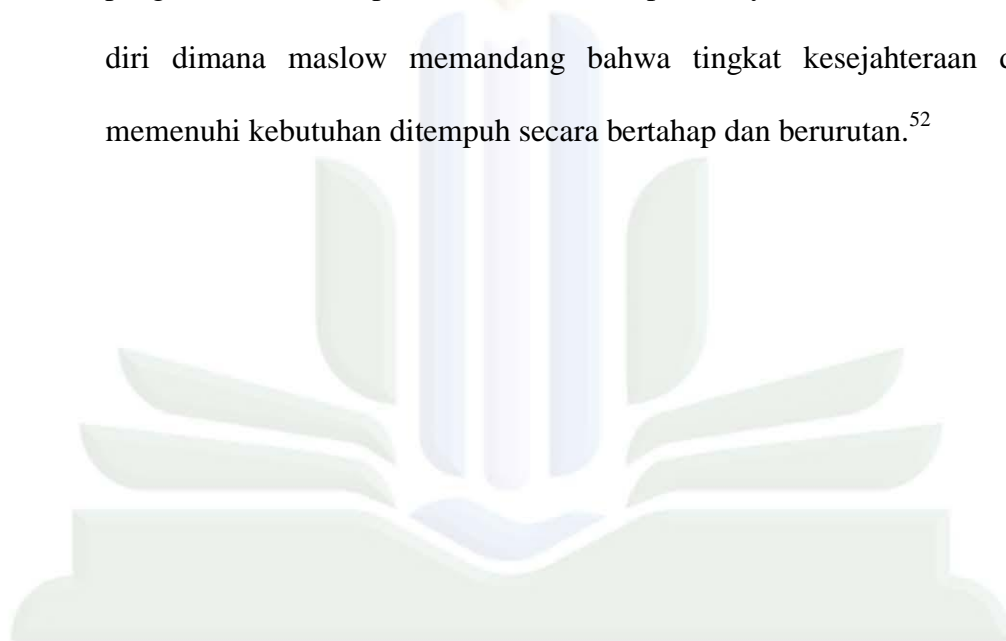 diri dimana maslow memandang bahwa tingkat kesejahteraan
memenuhi kebutuhan ditempuh secara bertahap dan berurutan.52